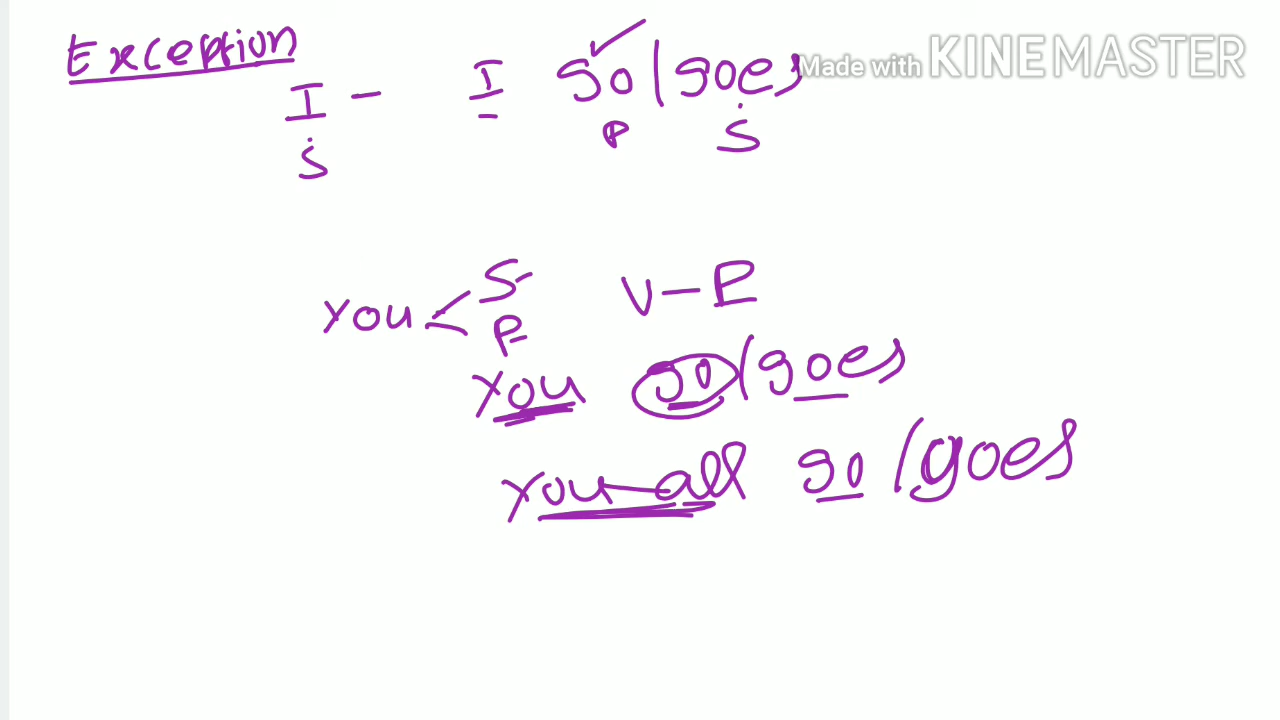 Exception
I - I go/goes
Made with KINEMASTER
S P S
You S V-P
P
You go/goes
You-all go/goes